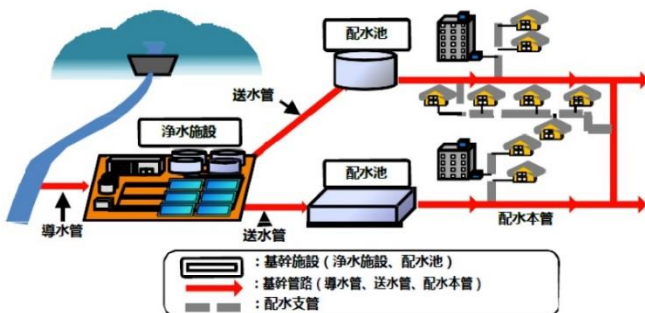 配水池
送水管
浄水施設
配水池
導水管
送水管
配水本管
：基幹施設（浄水施設、配水池）
：基幹管路（導水管、送水管、配水本管）
：配水支管